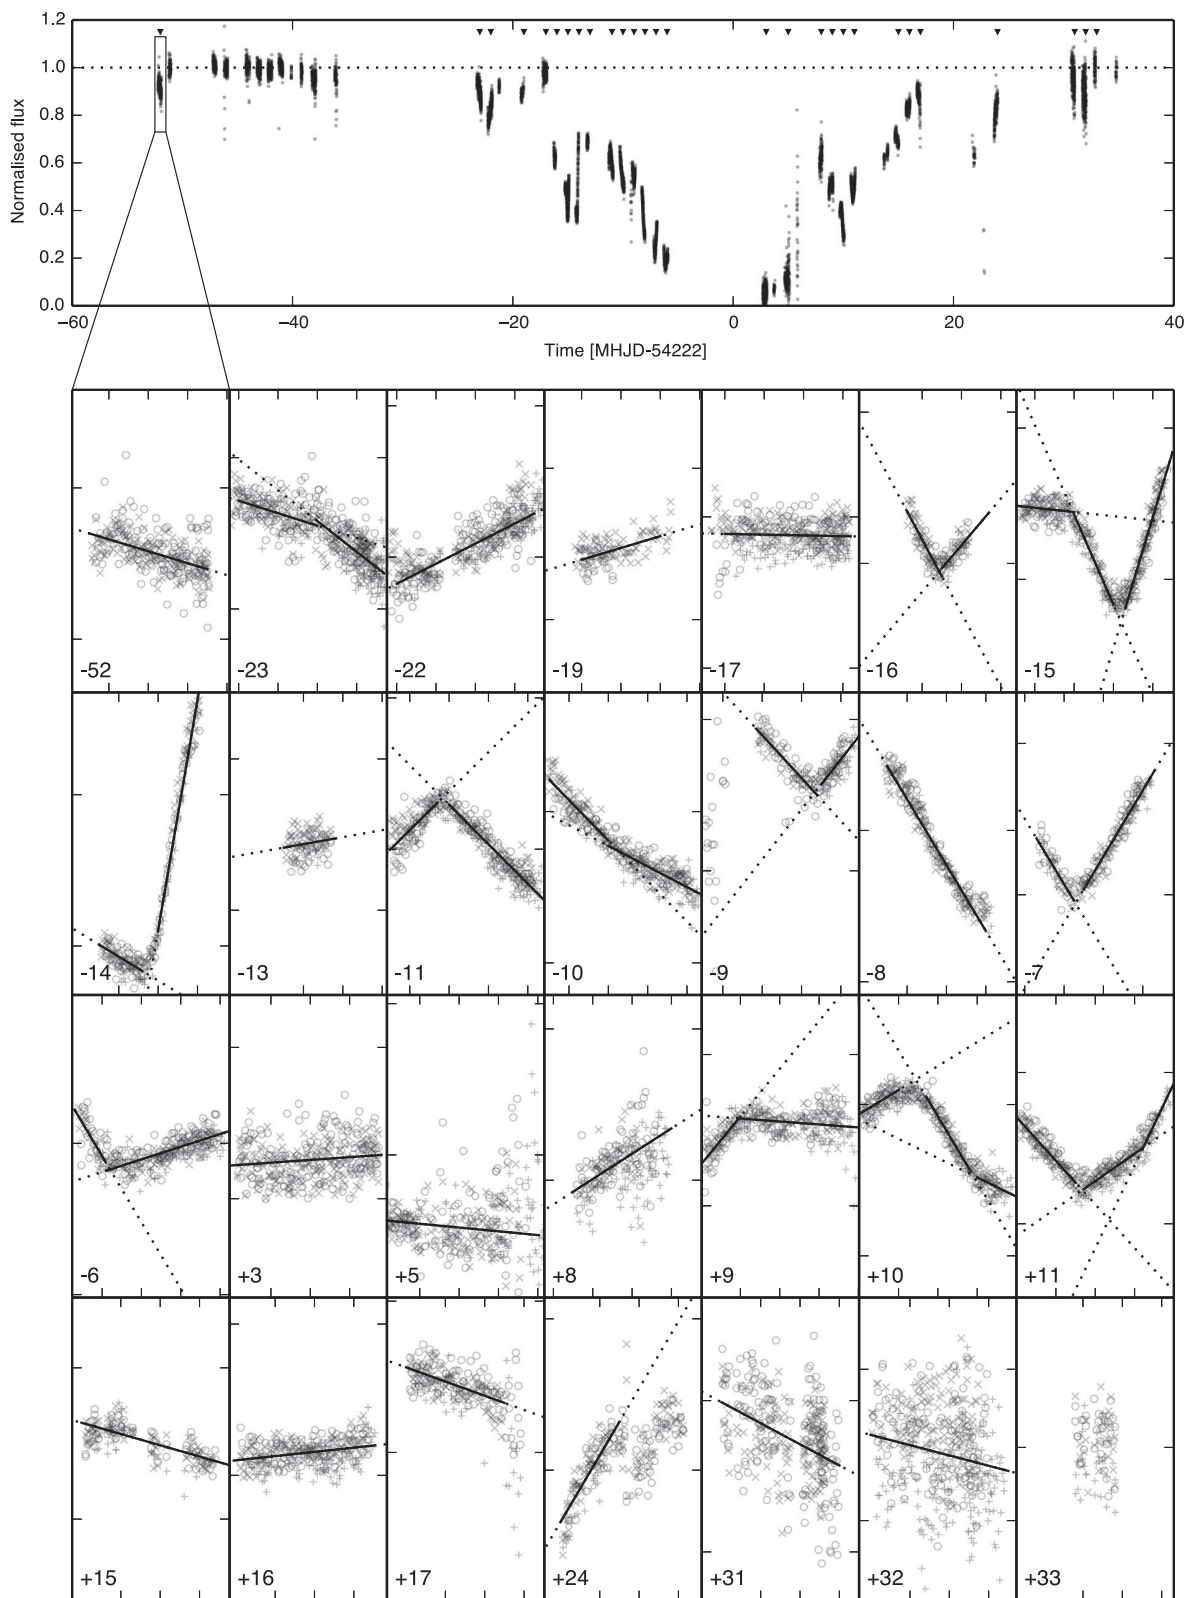 1.2
1.0
0.8
0.6
0.4
0.2
0.0
Normalised flux
−60 −40 −20 0 20 40
Time [MHJD-54222]
-52 -23 -22 -19 -17 -16 -15
-14 -13 -11 -10 -9 -8 -7
-6 +3 +5 +8 +9 +10 +11
+15 +16 +17 +24 +31 +32 +33